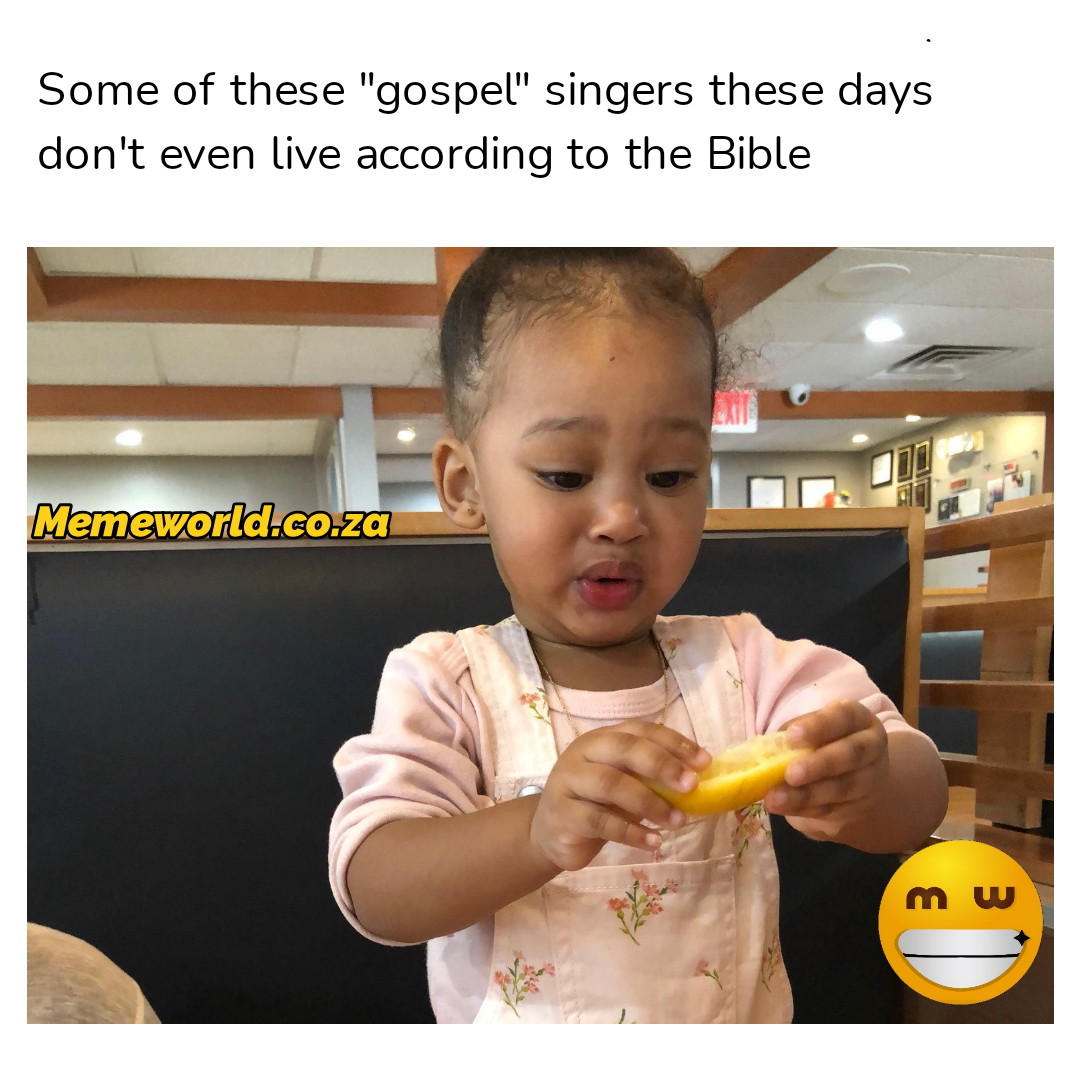 Some of these "gospel" singers these days
don't even live according to the Bible
EXIT
Memeworld.co.za
m w